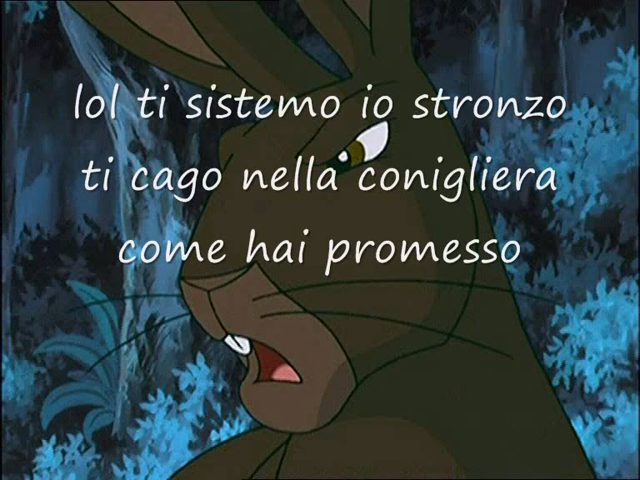 lol ti sistemo io stronzo
ti cago nella conigliera
come hai promesso